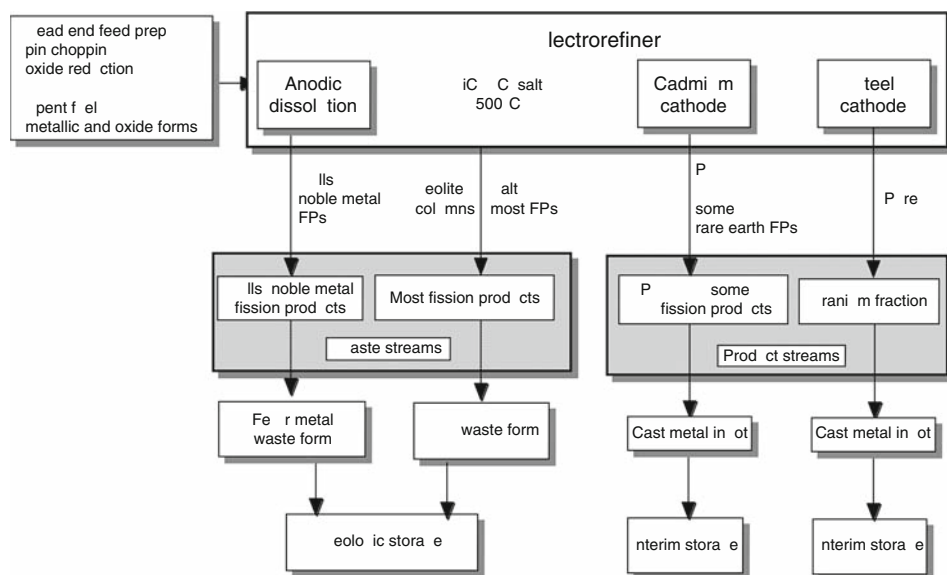 ead end feed prep
pin choppin
oxide red ction
pent f el
metallic and oxide forms
lectrorefiner
Anodic
dissol tion
iC C salt
500 C
Cadmi m
cathode
teel
cathode
lls
noble metal
FPs
eolite
col mns
alt
most FPs
P
some
rare earth FPs
P re
lls noble metal
fission prod cts
Most fission prod cts
aste streams
P some
fission prod cts
rani m fraction
Prod ct streams
Fe r metal
waste form
waste form
Cast metal in ot
Cast metal in ot
eolo ic stora e
nterim stora e
nterim stora e